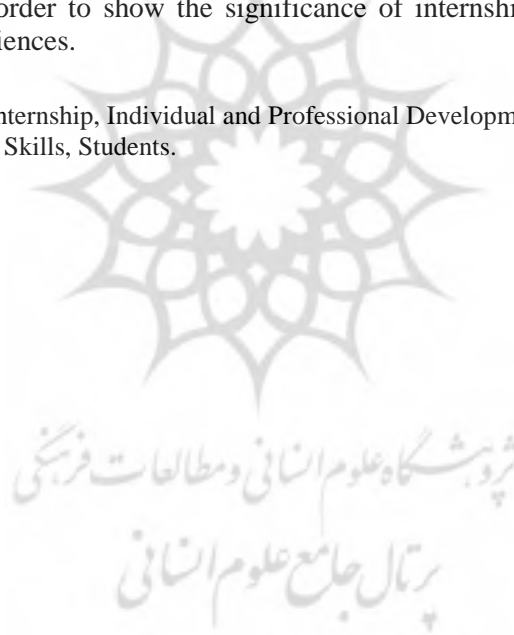 order to show the significance of internshi
iences.
nternship, Individual and Professional Developm
Skills, Students.
پژوهشگاه علوم انسانی و مطالعات فرهنگی
پرتال جامع علوم انسانی